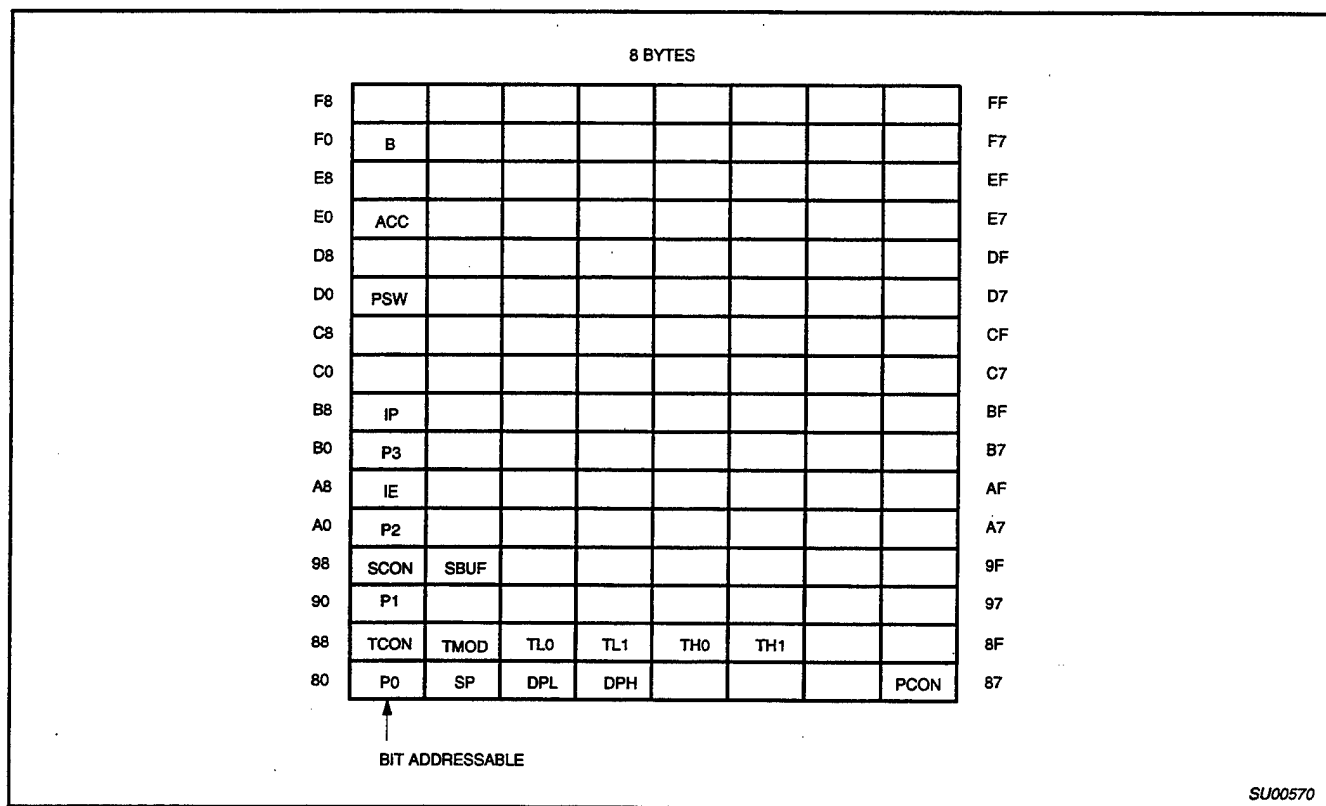 8 BYTES
F8 FF
F0 B F7
E8 EF
E0 ACC E7
D8 DF
D0 PSW D7
C8 CF
C0 C7
B8 IP BF
B0 P3 B7
A8 IE AF
A0 P2 A7
98 SCON SBUF 9F
90 P1 97
88 TCON TMOD TL0 TL1 TH0 TH1 8F
80 P0 SP DPL DPH PCON 87
BIT ADDRESSABLE
SU00570